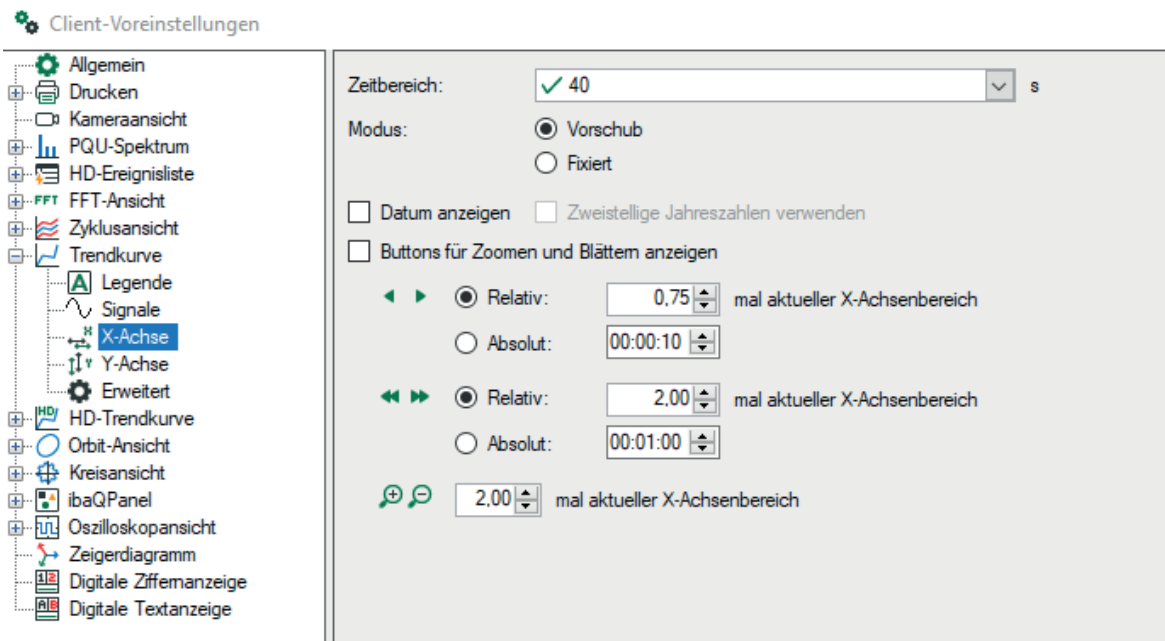 Client-Voreinstellungen
Allgemein
Drucken
Kameraansicht
PQU-Spektrum
HD-Ereignisliste
FFT FFT-Ansicht
Zyklusansicht
Trendkurve
A Legende
Signale
X X-Achse
Y Y-Achse
Erweitert
HD HD-Trendkurve
Orbit-Ansicht
Kreisansicht
ibaQPanel
Oszilloskopansicht
Zeigerdiagramm
12 Digitale Ziffernanzeige
AB Digitale Textanzeige
Zeitbereich: 40 s
Modus: Vorschub
Fixiert
Datum anzeigen Zweistellige Jahreszahlen verwenden
Buttons für Zoomen und Blättern anzeigen
Relativ: 0,75 mal aktueller X-Achsenbereich
Absolut: 00:00:10
Relativ: 2,00 mal aktueller X-Achsenbereich
Absolut: 00:01:00
2,00 mal aktueller X-Achsenbereich